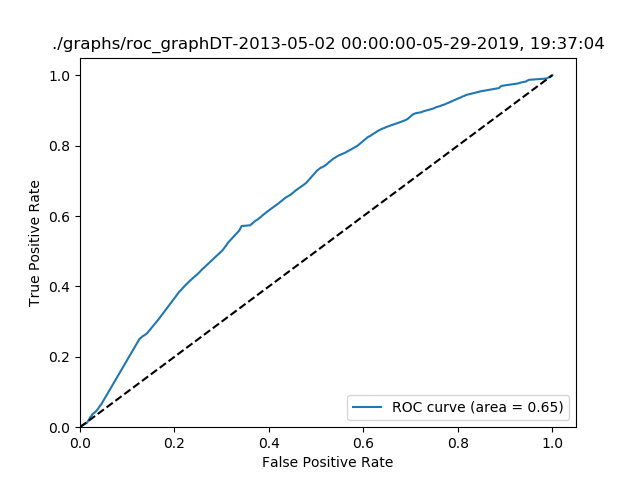 ./graphs/roc_graphDT-2013-05-02 00:00:00-05-29-2019, 19:37:04
1.0
0.8
0.6
0.4
0.2
0.0
True Positive Rate
ROC curve (area = 0.65)
0.0 0.2 0.4 0.6 0.8 1.0
False Positive Rate